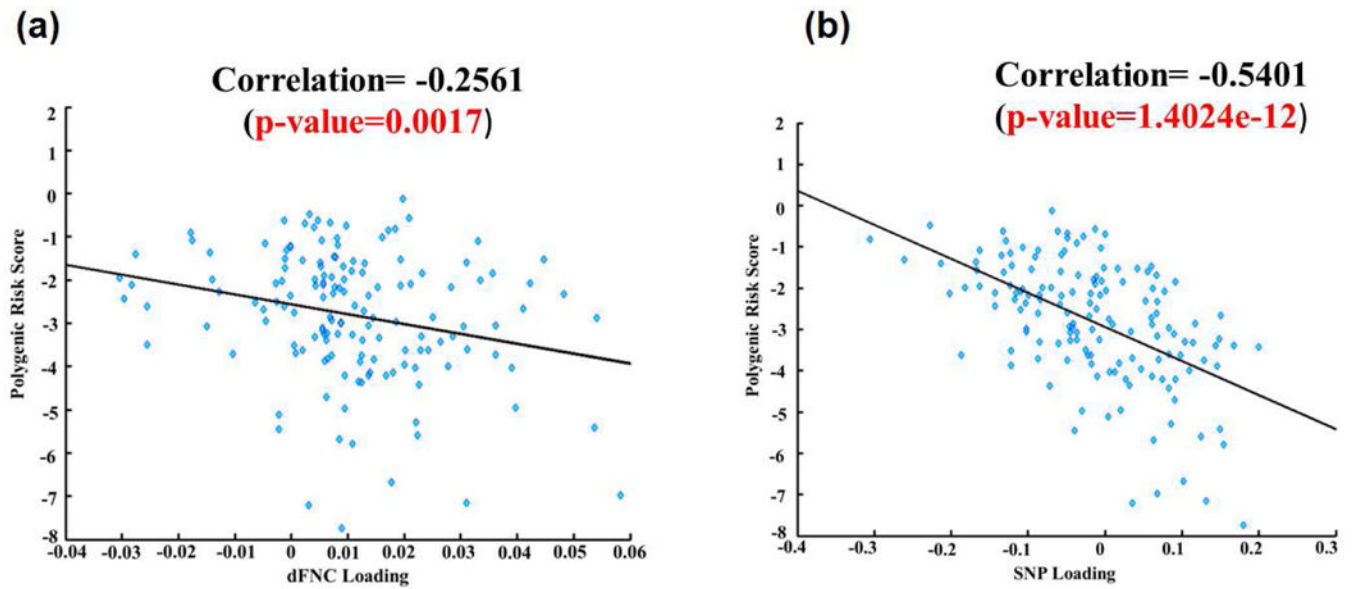 (a)
Correlation= -0.2561
(p-value=0.0017)
2
1
0
-1
-2
-3
-4
-5
-6
-7
-8
Polygenic Risk Score
-0.04 -0.03 -0.02 -0.01 0 0.01 0.02 0.03 0.04 0.05 0.06
dFNC Loading
(b)
Correlation= -0.5401
(p-value=1.4024e-12)
2
1
0
-1
-2
-3
-4
-5
-6
-7
-8
Polygenic Risk Score
-0.4 -0.3 -0.2 -0.1 0 0.1 0.2 0.3
SNP Loading